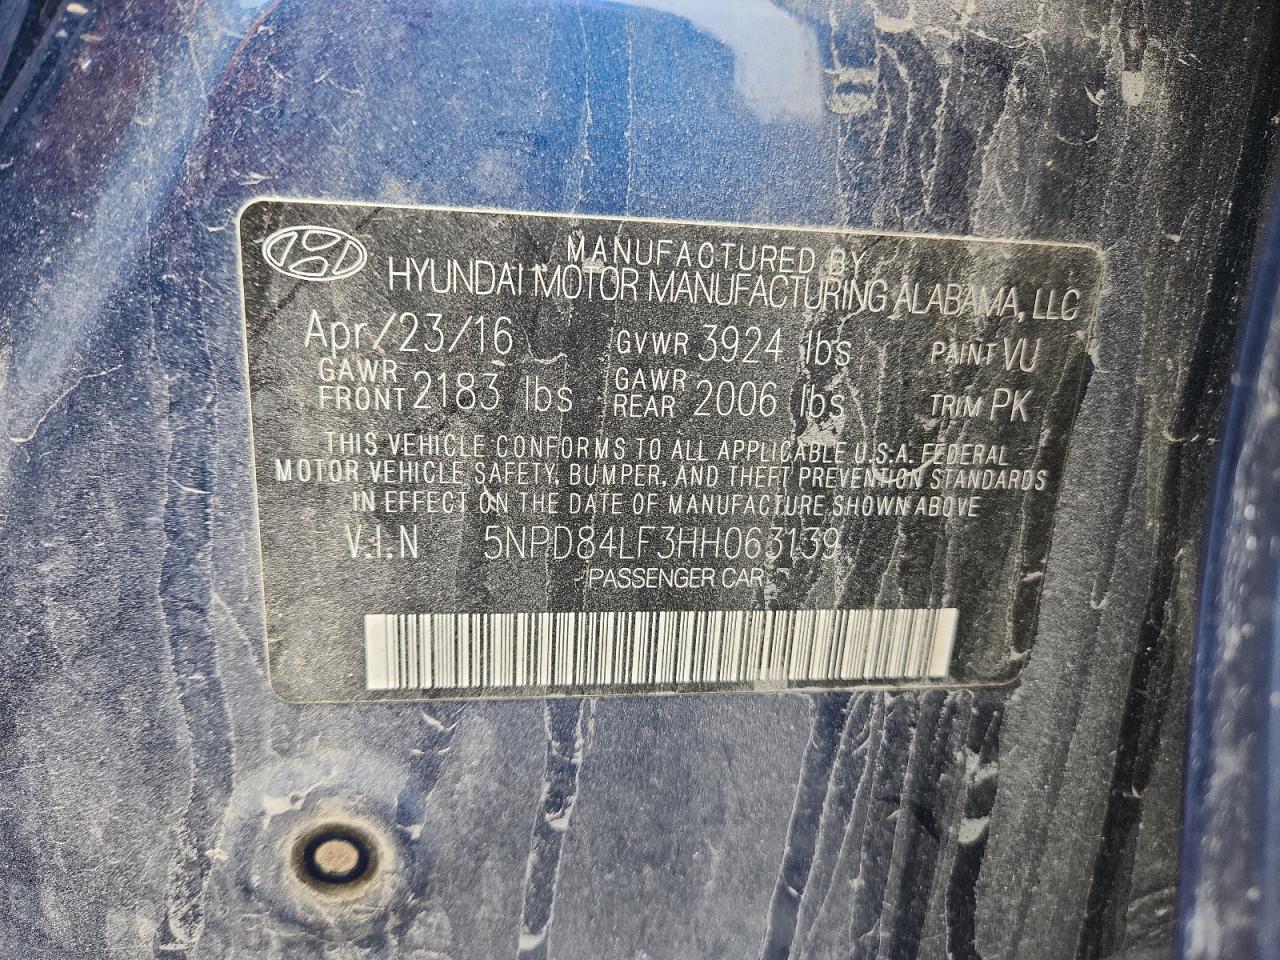 MANUFACTURED BY
HYUNDAI MOTOR MANUFACTURING ALABAMA, LLC
Apr/23/16 GVWR 3924 lbs PAINT VU
GAWR FRONT 2183 lbs GAWR REAR 2006 lbs TRIM PK
THIS VEHICLE CONFORMS TO ALL APPLICABLE U.S.A. FEDERAL
MOTOR VEHICLE SAFETY, BUMPER, AND THEFT PREVENTION STANDARDS
IN EFFECT ON THE DATE OF MANUFACTURE SHOWN ABOVE
V.I.N 5NPD84LF3HH063139
PASSENGER CAR